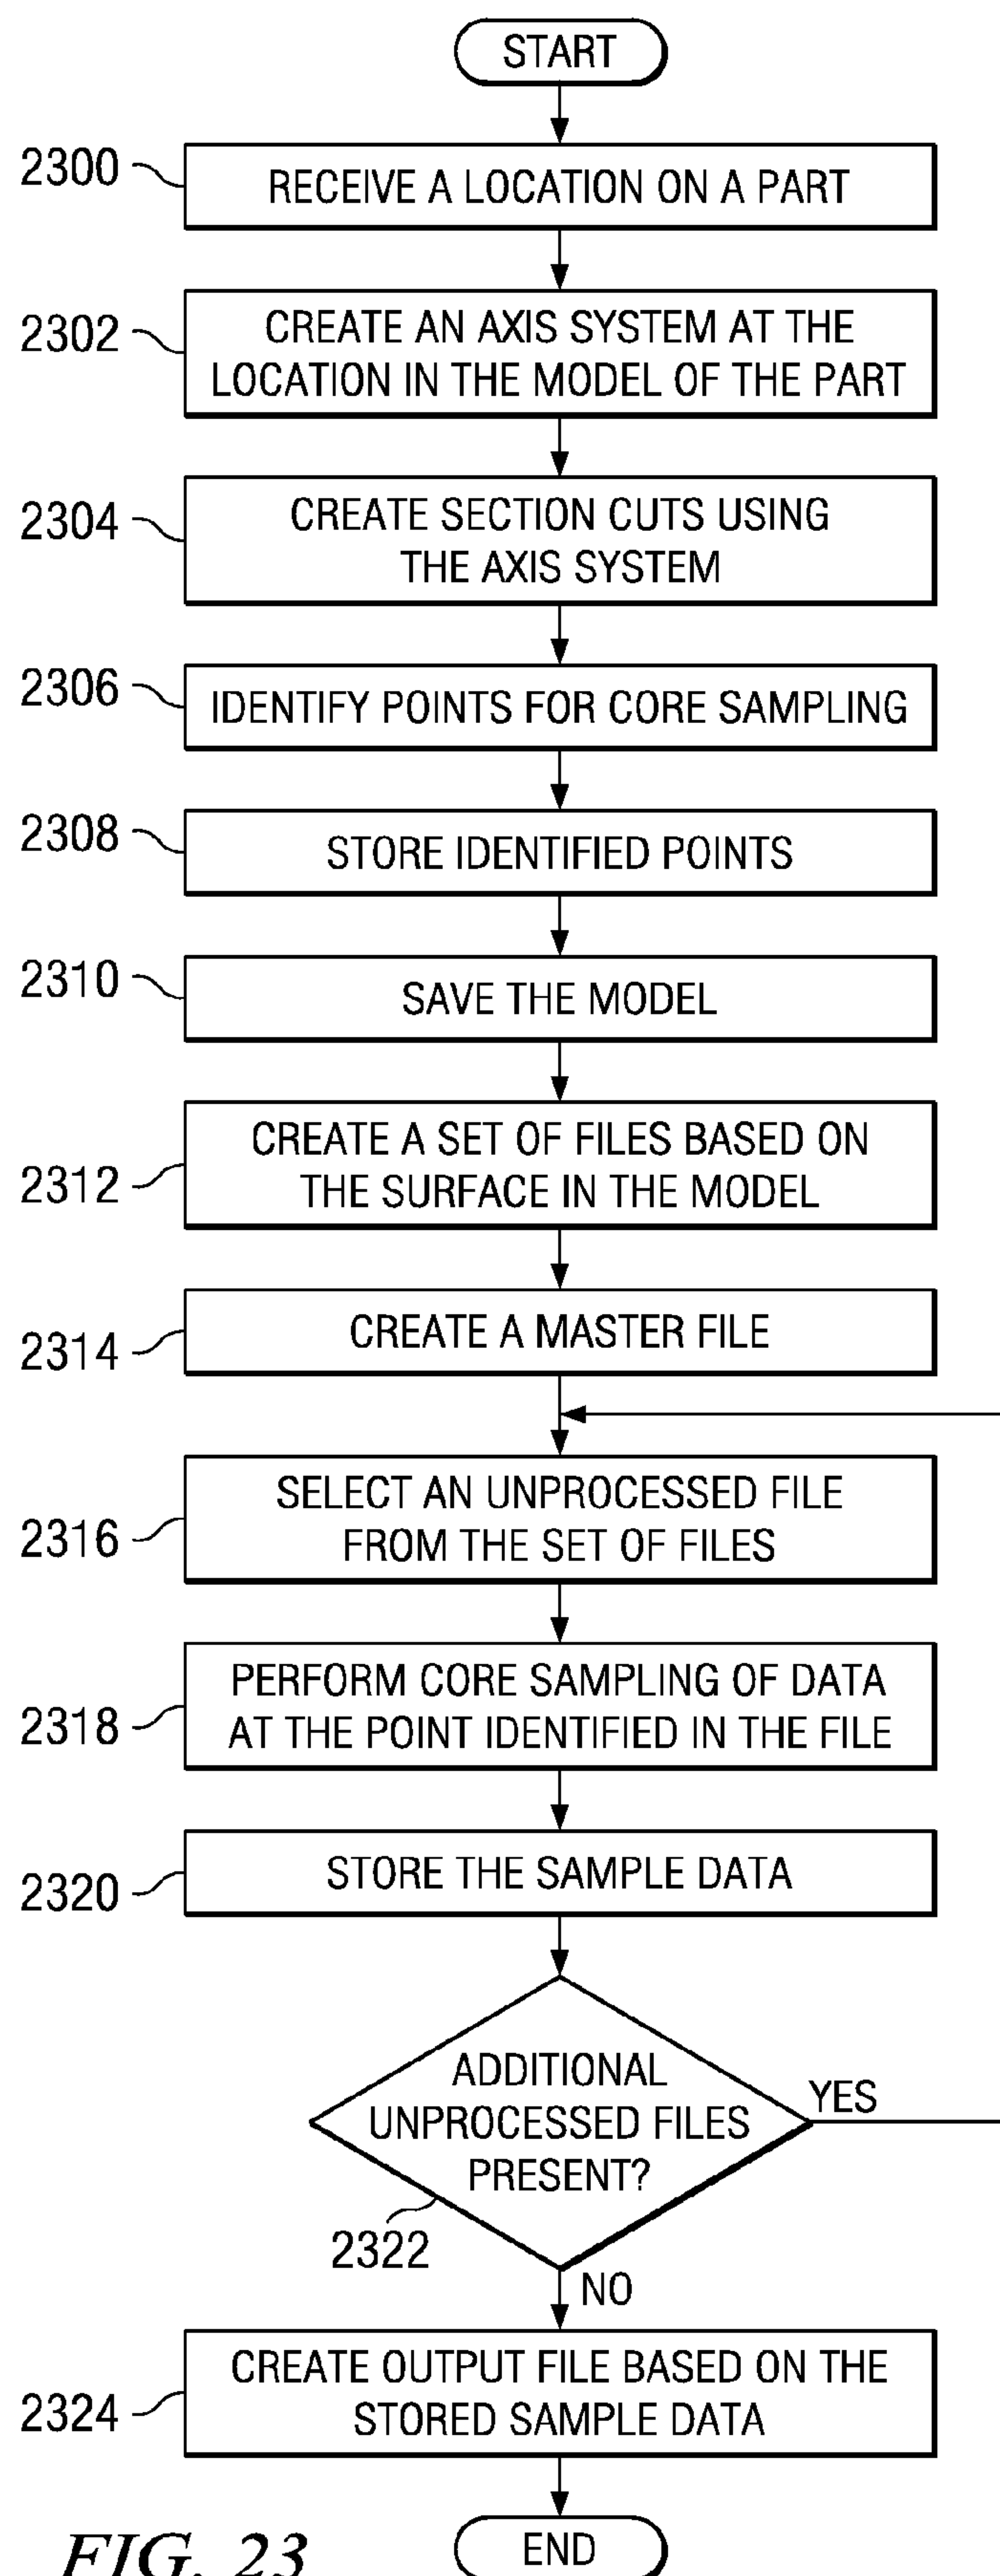 START
2300
RECEIVE A LOCATION ON A PART
2302
CREATE AN AXIS SYSTEM AT THE
LOCATION IN THE MODEL OF THE PART
2304
CREATE SECTION CUTS USING
THE AXIS SYSTEM
2306
IDENTIFY POINTS FOR CORE SAMPLING
2308
STORE IDENTIFIED POINTS
2310
SAVE THE MODEL
2312
CREATE A SET OF FILES BASED ON
THE SURFACE IN THE MODEL
2314
CREATE A MASTER FILE
2316
SELECT AN UNPROCESSED FILE
FROM THE SET OF FILES
2318
PERFORM CORE SAMPLING OF DATA
AT THE POINT IDENTIFIED IN THE FILE
2320
STORE THE SAMPLE DATA
ADDITIONAL
UNPROCESSED FILES
PRESENT?
YES
2322
NO
2324
CREATE OUTPUT FILE BASED ON THE
STORED SAMPLE DATA
END
FIG. 23